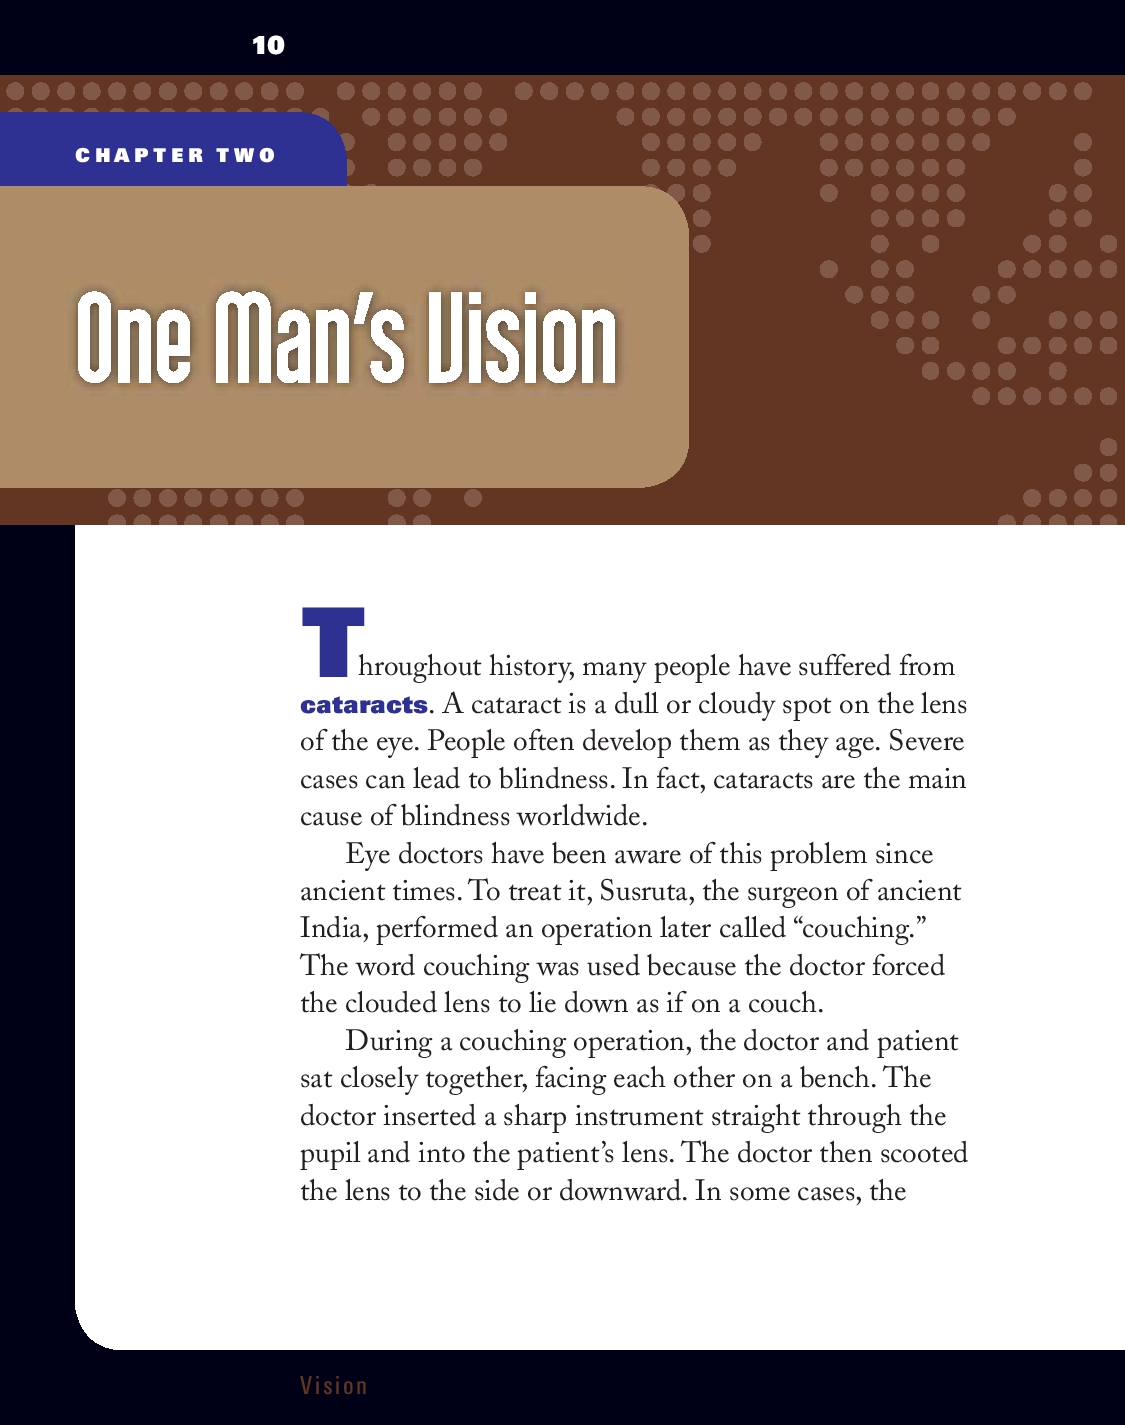 10
CHAPTER TWO
One Man's Vision
Throughout history, many people have suffered from
cataracts. A cataract is a dull or cloudy spot on the lens
of the eye. People often develop them as they age. Severe
cases can lead to blindness. In fact, cataracts are the main
cause of blindness worldwide.
Eye doctors have been aware of this problem since
ancient times. To treat it, Susruta, the surgeon of ancient
India, performed an operation later called “couching.”
The word couching was used because the doctor forced
the clouded lens to lie down as if on a couch.
During a couching operation, the doctor and patient
sat closely together, facing each other on a bench. The
doctor inserted a sharp instrument straight through the
pupil and into the patient’s lens. The doctor then scooted
the lens to the side or downward. In some cases, the
Vision